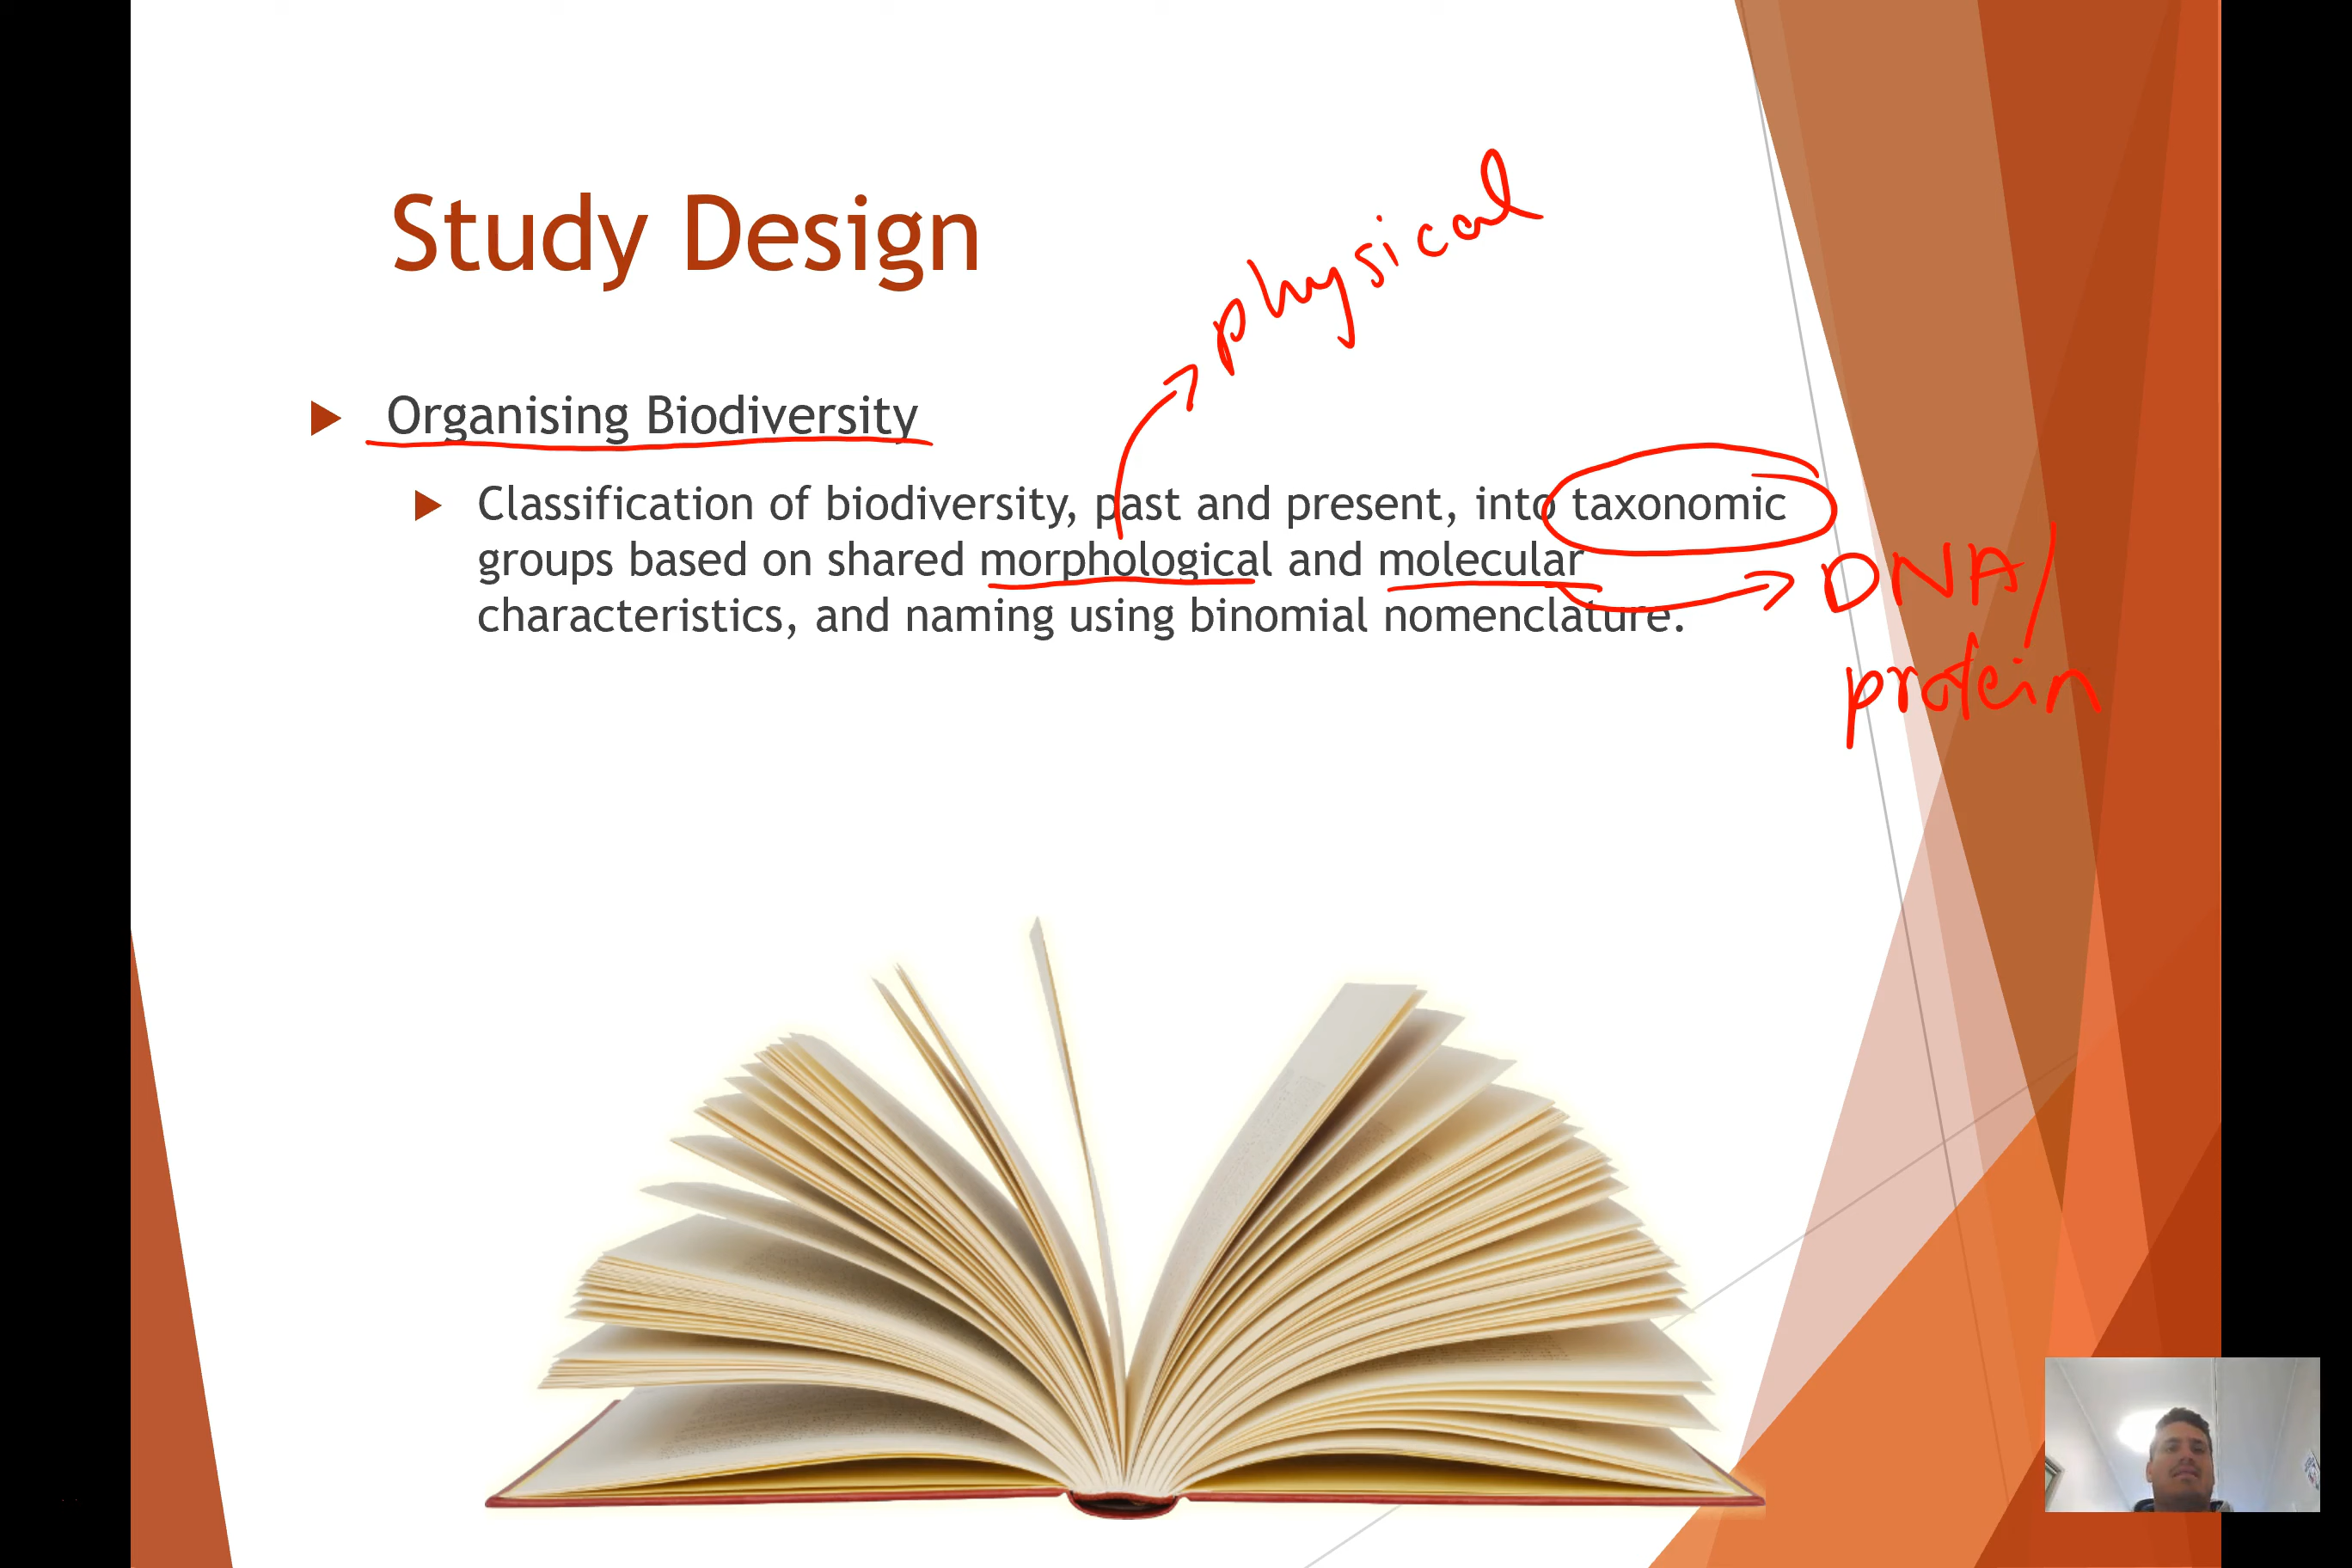 Study Design
physical
Organising Biodiversity
Classification of biodiversity, past and present, into taxonomic
groups based on shared morphological and molecular
characteristics, and naming using binomial nomenclature.
DNA/
protein